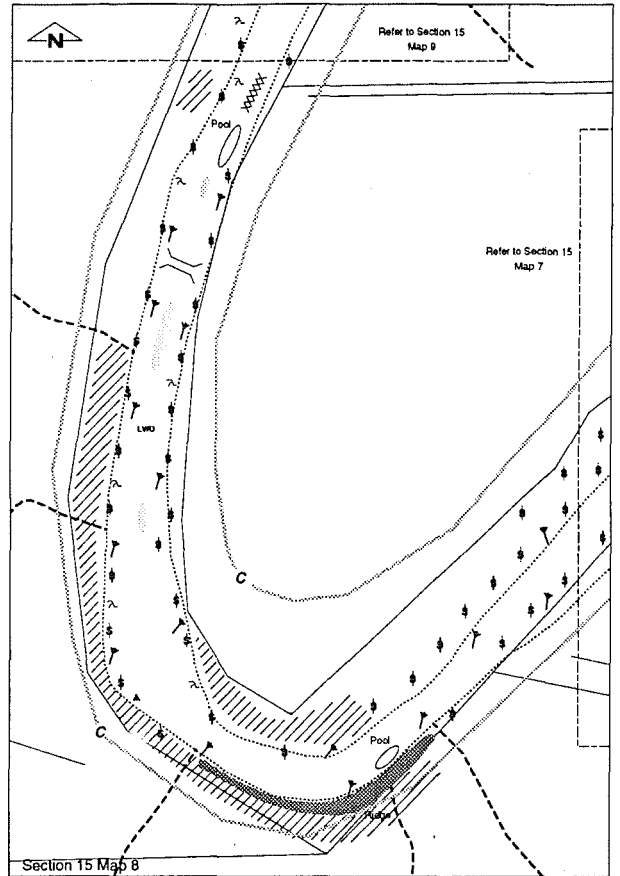 N
Refer to Section 15
Map 9
Pool
Refer to Section 15
Map 7
LWD
C
C
Pool
Section 15 Map 8